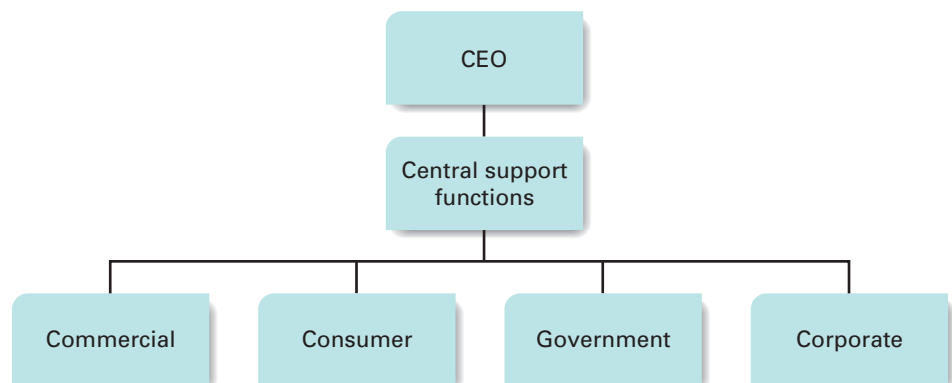 CEO
Central support
functions
Commercial
Consumer
Government
Corporate